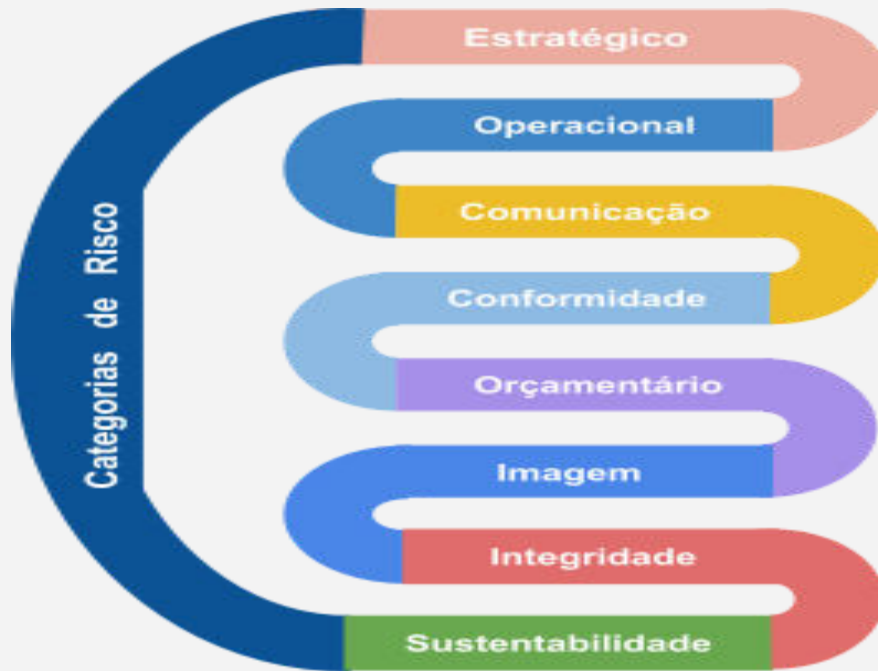 Categorias de Risco
Estratégico
Operacional
Comunicação
Conformidade
Orçamentário
Imagem
Integridade
Sustentabilidade